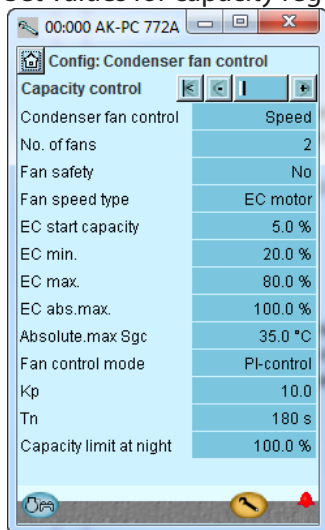 00:000 AK-PC 772A
Config: Condenser fan control
Capacity control
Condenser fan control Speed
No. of fans 2
Fan safety No
Fan speed type EC motor
EC start capacity 5.0 %
EC min. 20.0 %
EC max. 80.0 %
EC abs.max. 100.0 %
Absolute.max Sgc 35.0 °C
Fan control mode PI-control
Kp 10.0
Tn 180 s
Capacity limit at night 100.0 %